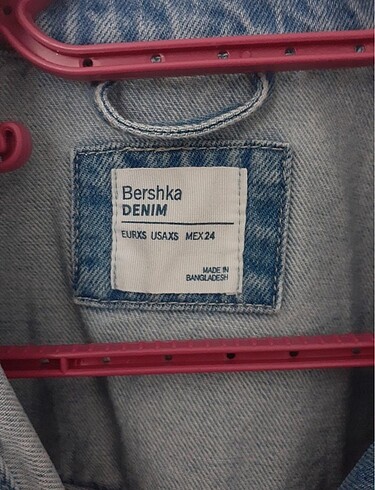 Bershka
DENIM
EURXS USAXS MEX24
MADE IN
BANGLADESH